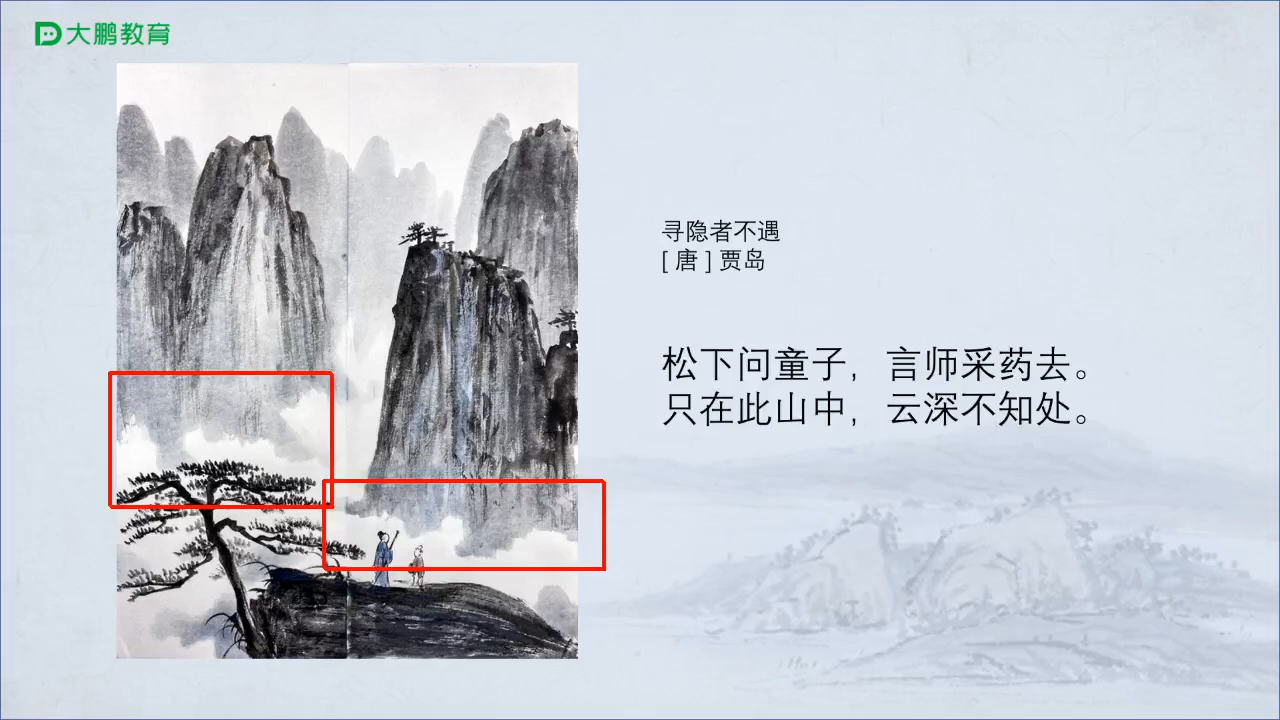 大鹏教育
寻隐者不遇
[ 唐 ] 贾岛
松下问童子，言师采药去。
只在此山中，云深不知处。